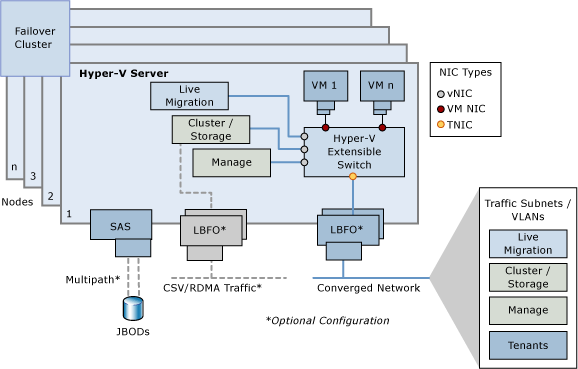 Failover
Cluster
Hyper-V Server
Live
Migration
Cluster /
Storage
Manage
VM 1
VM n
Hyper-V
Extensible
Switch
NIC Types
vNIC
VM NIC
TNIC
n
3
2
1
Nodes
SAS
LBFO*
LBFO*
Multipath*
JBODs
CSV/RDMA Traffic*
Converged Network
*Optional Configuration
Traffic Subnets /
VLANs
Live
Migration
Cluster /
Storage
Manage
Tenants